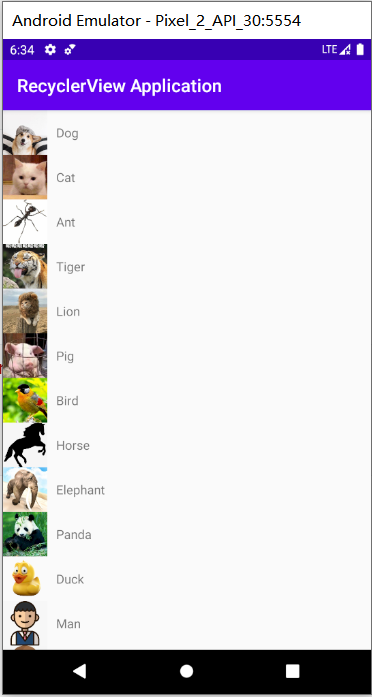 Android Emulator - Pixel_2_API_30:5554
6:34 LTE
RecyclerView Application
Dog
Cat
Ant
Tiger
Lion
Pig
Bird
Horse
Elephant
Panda
Duck
Man